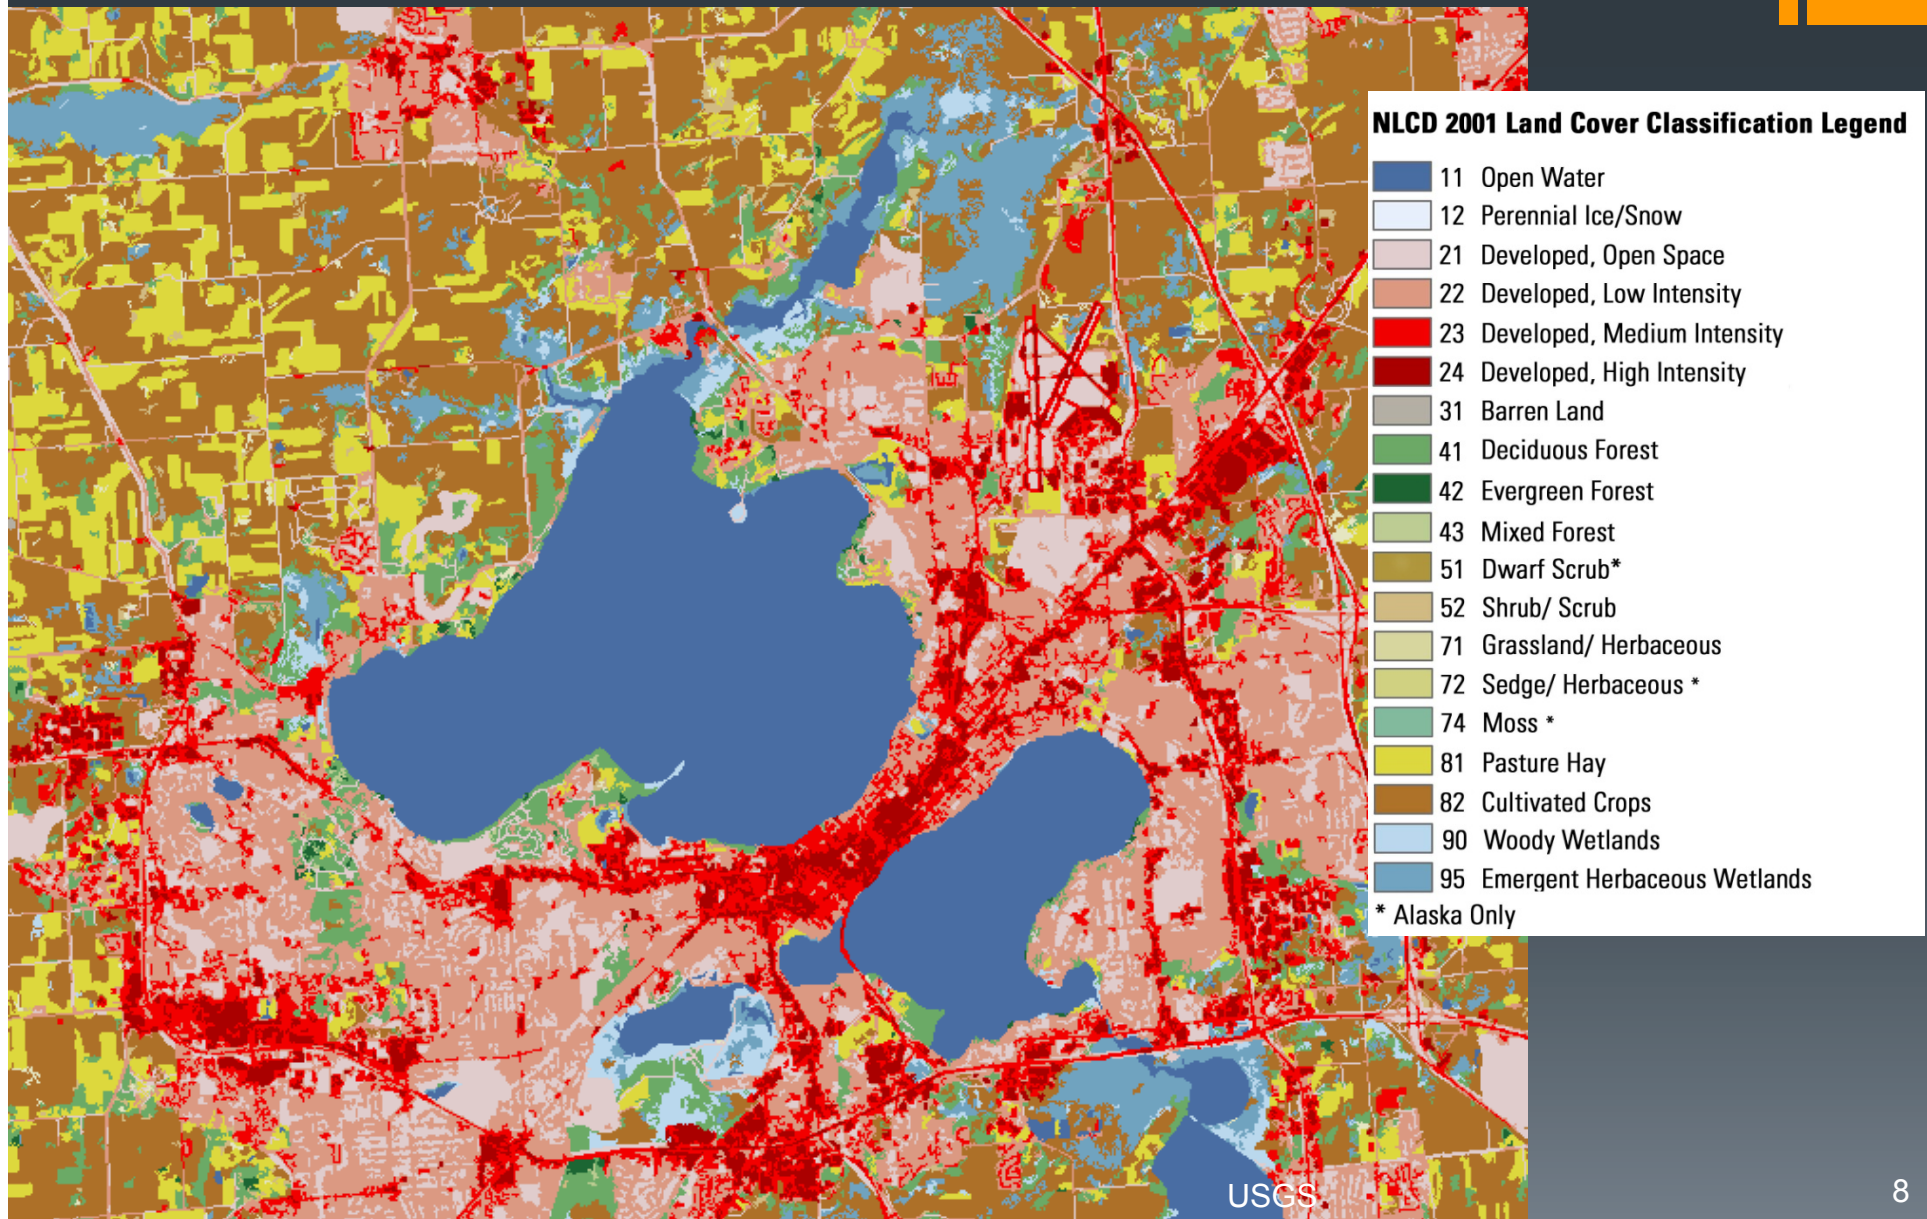 NLCD 2001 Land Cover Classification Legend
11 Open Water
12 Perennial Ice/Snow
21 Developed, Open Space
22 Developed, Low Intensity
23 Developed, Medium Intensity
24 Developed, High Intensity
31 Barren Land
41 Deciduous Forest
42 Evergreen Forest
43 Mixed Forest
51 Dwarf Scrub*
52 Shrub/ Scrub
71 Grassland/ Herbaceous
72 Sedge/ Herbaceous *
74 Moss *
81 Pasture Hay
82 Cultivated Crops
90 Woody Wetlands
95 Emergent Herbaceous Wetlands
* Alaska Only
USGS
8